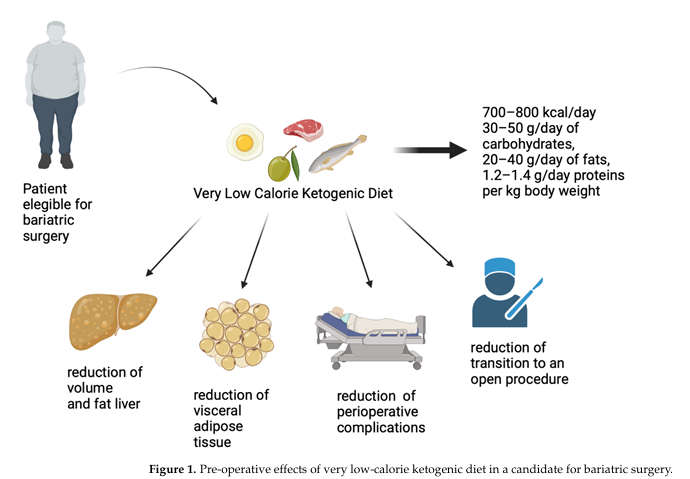 700–800 kcal/day
30–50 g/day of
carbohydrates,
20–40 g/day of fats,
1.2–1.4 g/day proteins
per kg body weight
Patient
elegible for
bariatric
surgery
Very Low Calorie Ketogenic Diet
reduction of
volume
and fat liver
reduction of
visceral
adipose
tissue
reduction of
perioperative
complications
reduction of
transition to an
open procedure
Figure 1. Pre-operative effects of very low-calorie ketogenic diet in a candidate for bariatric surgery.